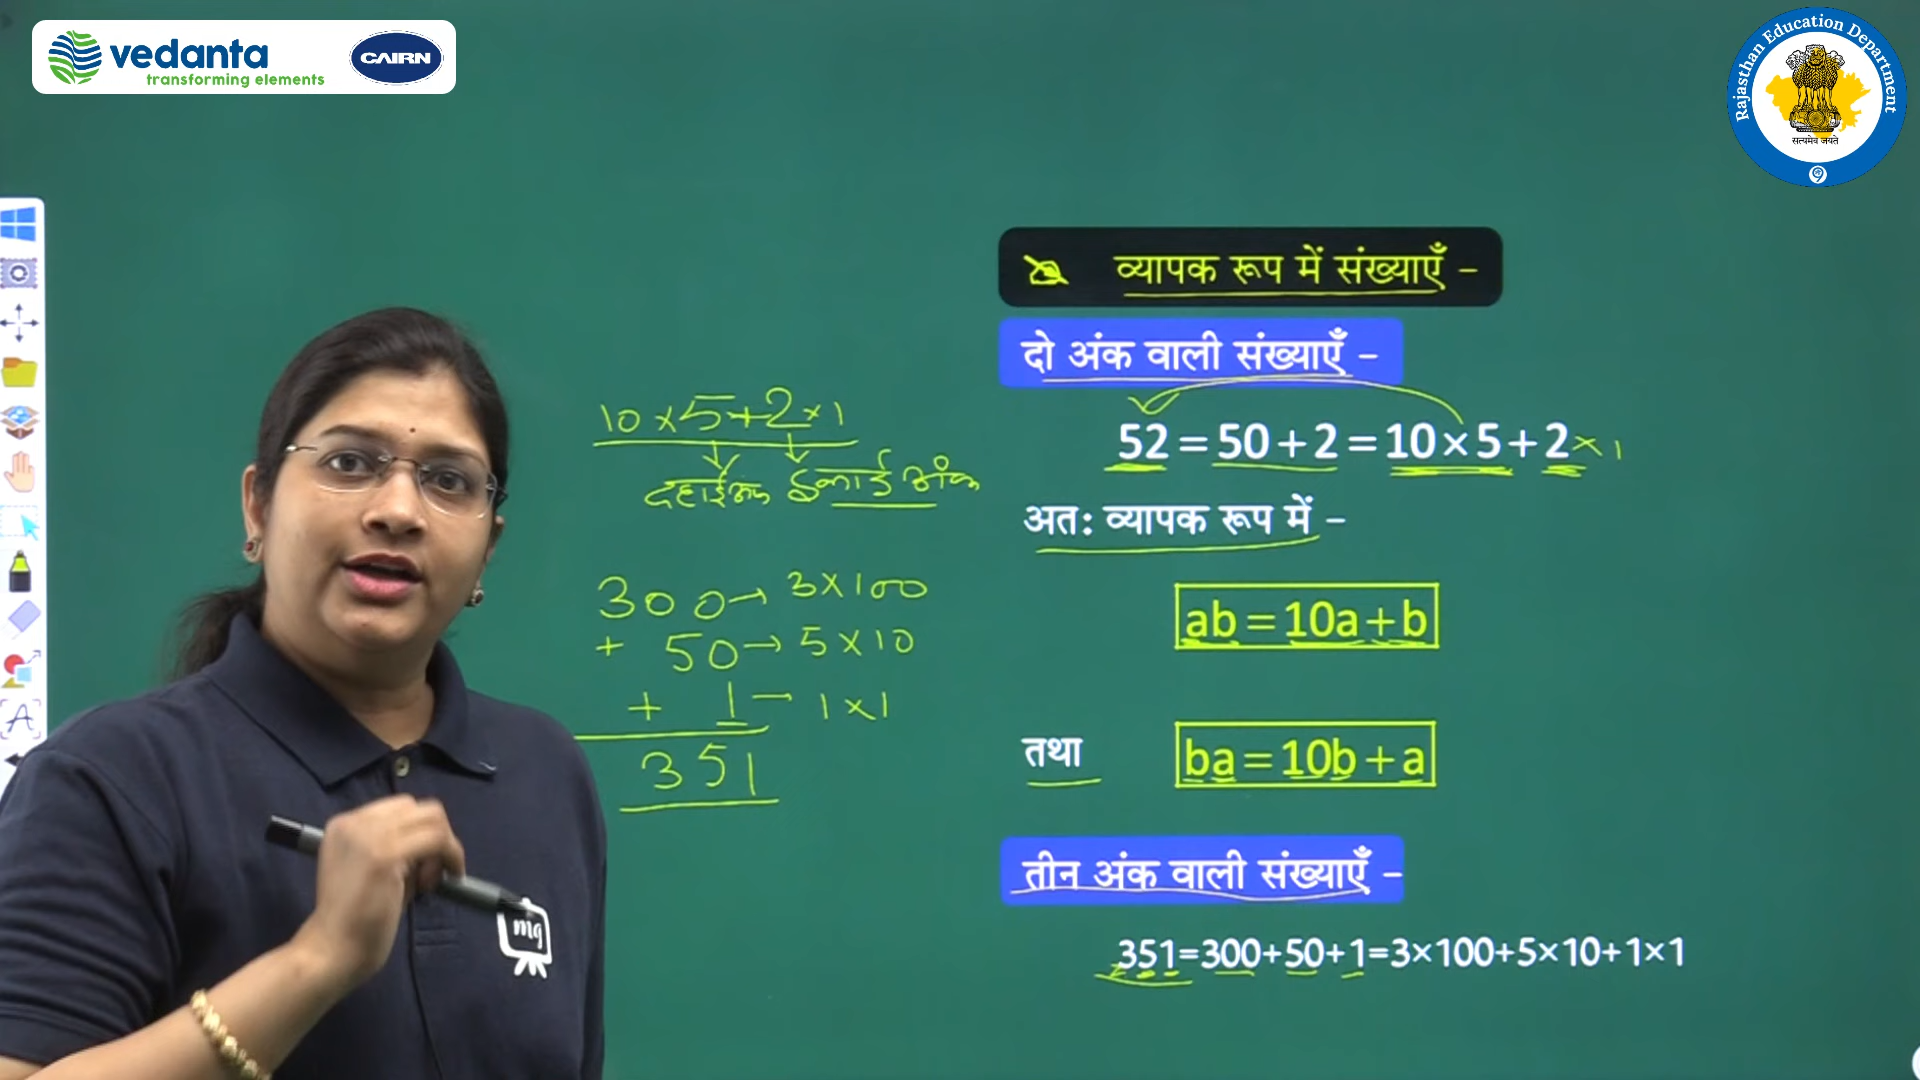 vedanta
transforming elements
CAIRN
Rajasthan Education Department
सत्यमेव जयते
व्यापक रूप में संख्याएँ –
दो अंक वाली संख्याएँ –
52 = 50 + 2 = 10 × 5 + 2 × 1
अतः व्यापक रूप में –
ab = 10a + b
तथा
ba = 10b + a
तीन अंक वाली संख्याएँ –
351=300+50+1=3×100+5×10+1×1
10 × 5 + 2 × 1
दहाई अंक इकाई अंक
300 → 3 × 100
+ 50 → 5 × 10
+ 1 — 1 × 1
351
mg
A